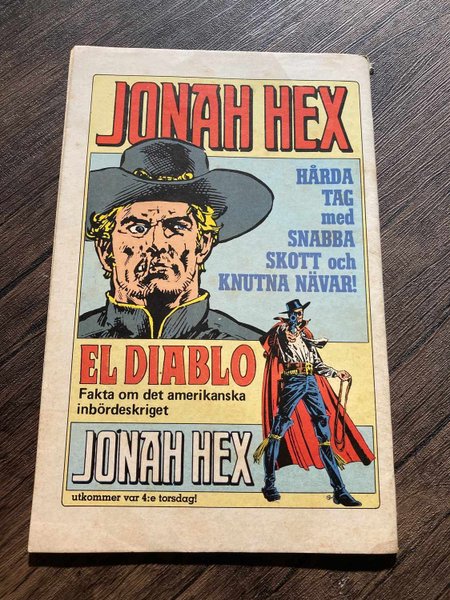 JONAH HEX
HÅRDA
TAG
med
SNABBA
SKOTT och
KNUTNA NÄVAR!
EL DIABLO
Fakta om det amerikanska
inbördeskriget
JONAH HEX
utkommer var 4:e torsdag!